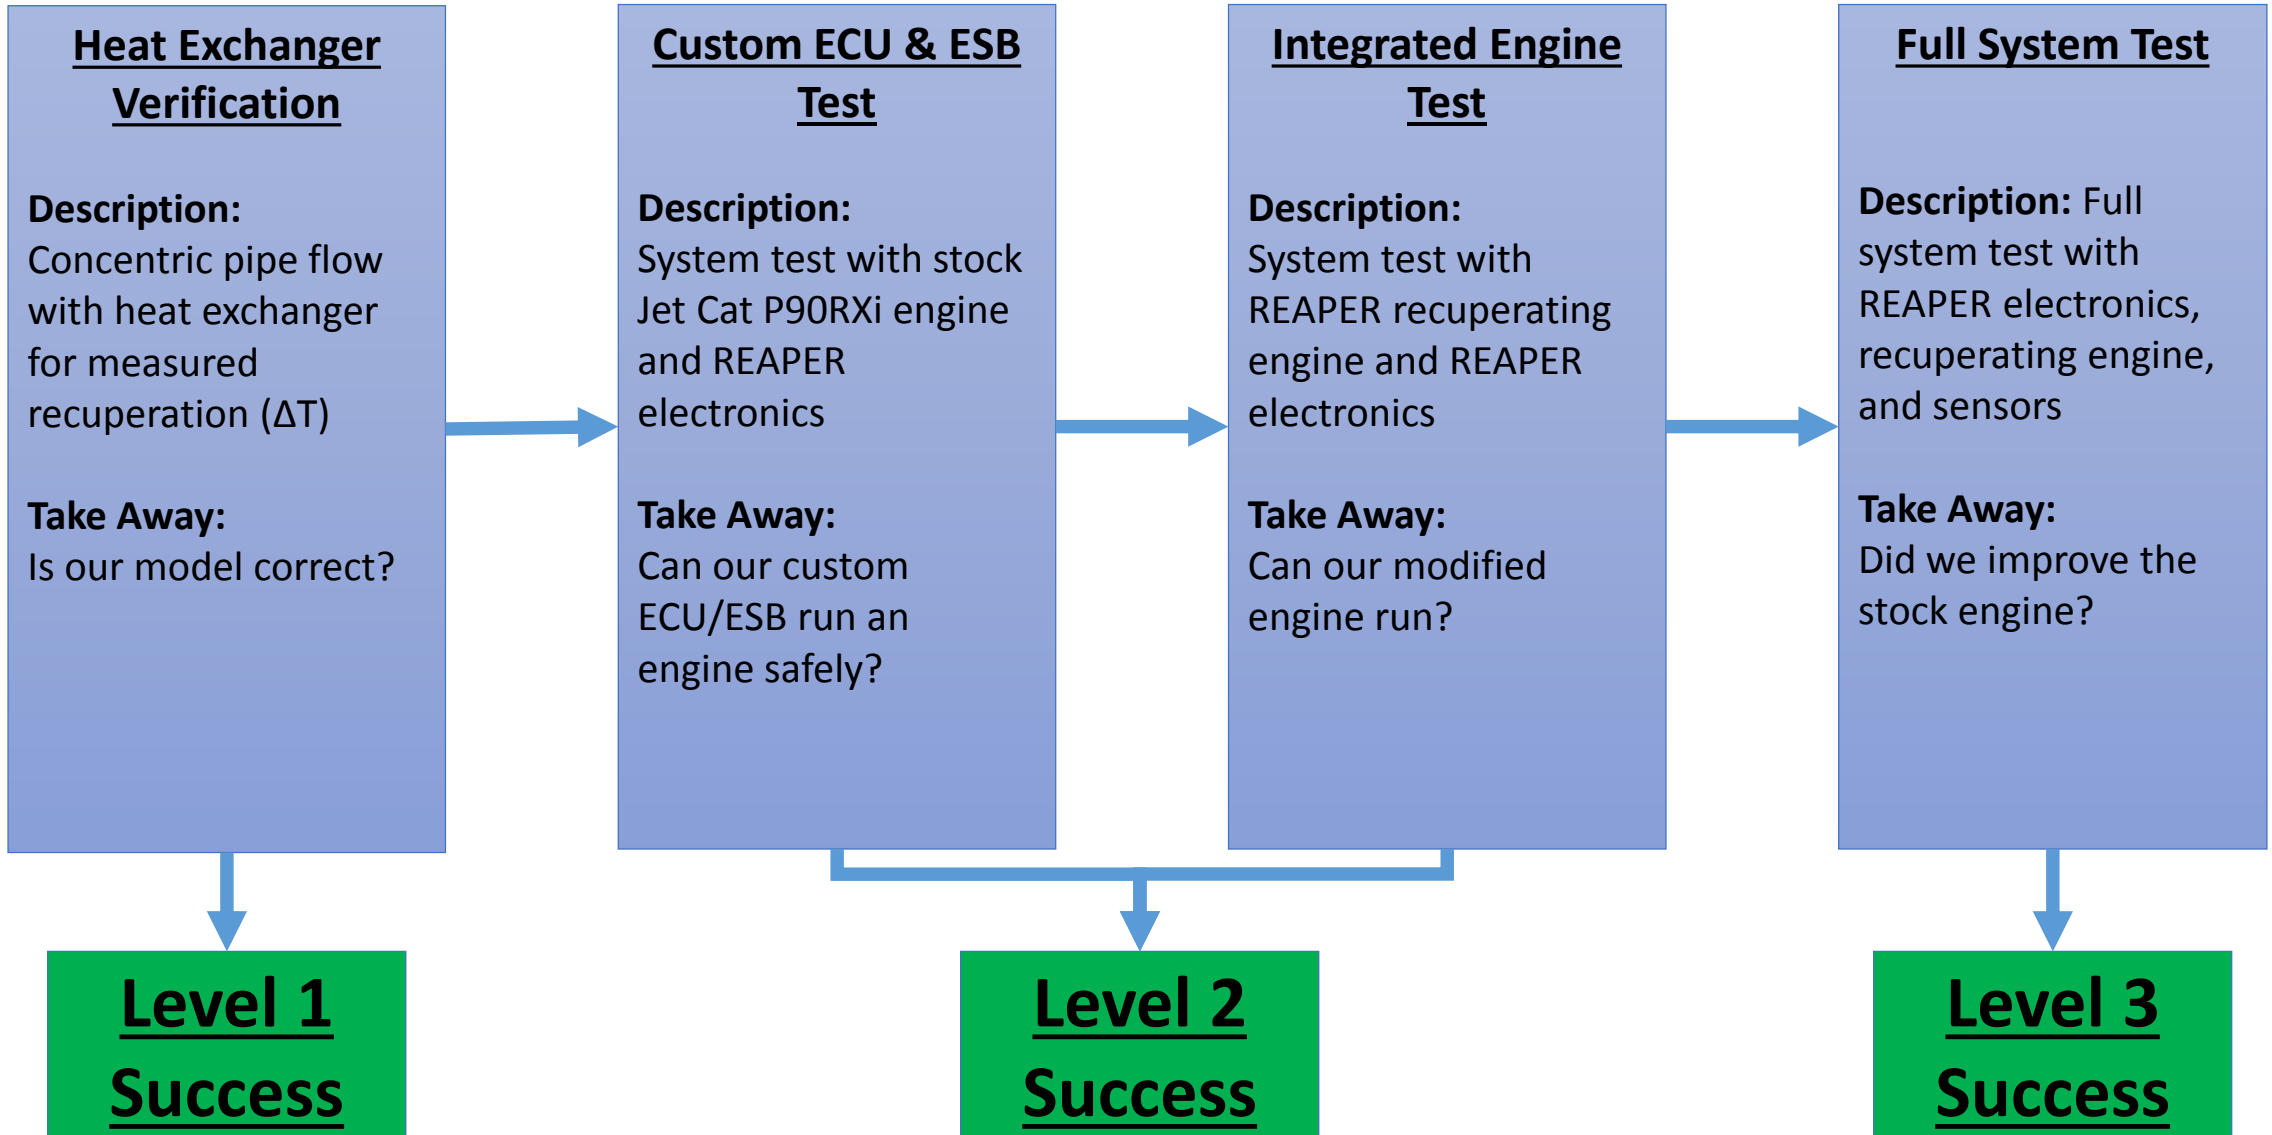 Heat Exchanger
Verification
Description:
Concentric pipe flow
with heat exchanger
for measured
recuperation (ΔT)
Take Away:
Is our model correct?
Custom ECU & ESB
Test
Description:
System test with stock
Jet Cat P90RXi engine
and REAPER
electronics
Take Away:
Can our custom
ECU/ESB run an
engine safely?
Integrated Engine
Test
Description:
System test with
REAPER recuperating
engine and REAPER
electronics
Take Away:
Can our modified
engine run?
Full System Test
Description: Full
system test with
REAPER electronics,
recuperating engine,
and sensors
Take Away:
Did we improve the
stock engine?
Level 1
Success
Level 2
Success
Level 3
Success